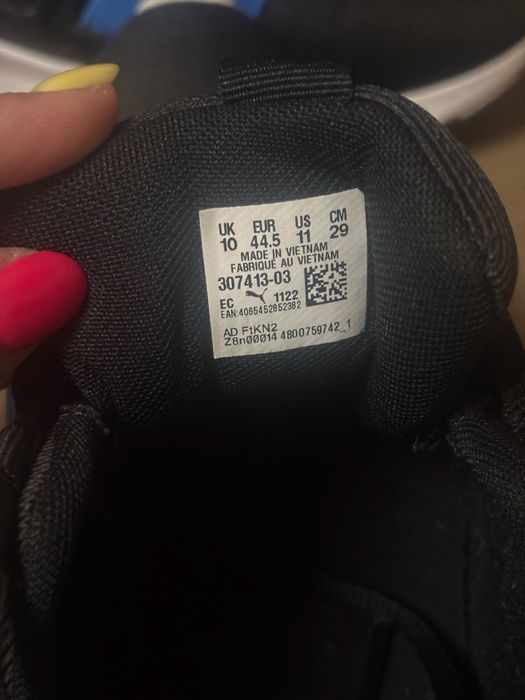 UK EUR US CM
10 44.5 11 29
MADE IN VIETNAM
FABRIQUÉ AU VIETNAM
307413-03
EC 1122
EAN:4065452852382
AD FtKN2
Z8n00014 4800759742_1